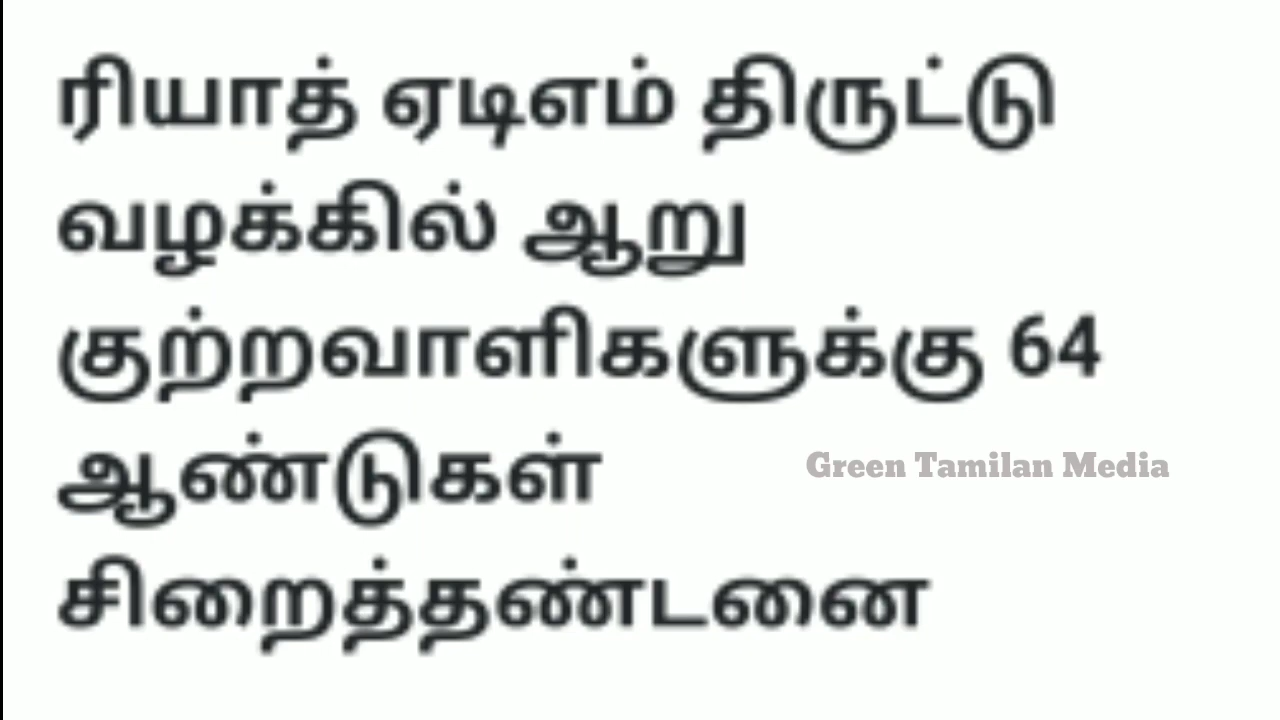 ரியாத் ஏடிஎம் திருட்டு
வழக்கில் ஆறு
குற்றவாளிகளுக்கு 64
ஆண்டுகள்
Green Tamilan Media
சிறைத்தண்டனை